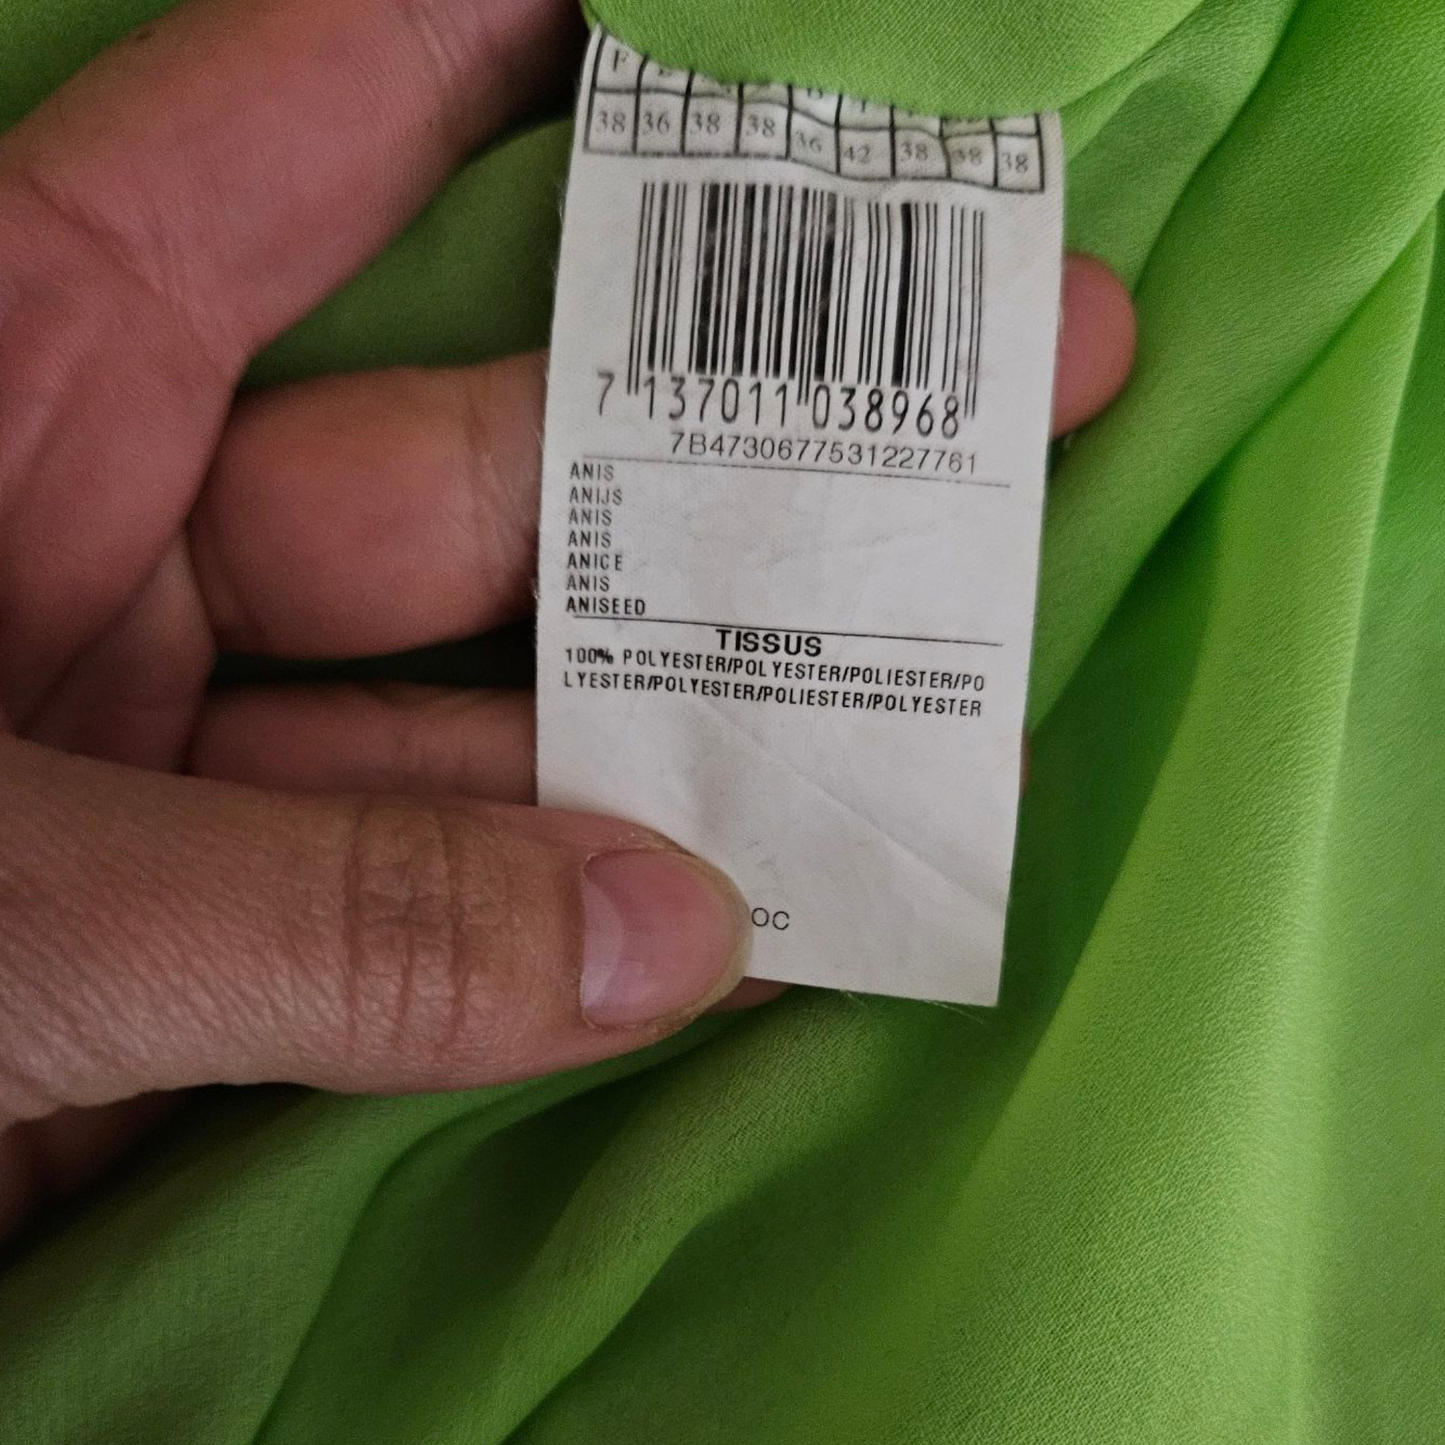 F
38 36 38 38 36 42 38 38 38
7 137011 038968
7B4730677531227761
ANIS
ANIJS
ANIS
ANIS
ANICE
ANIS
ANISEED
TISSUS
100% POLYESTER/POLYESTER/POLIESTER/PO
LYESTER/POLYESTER/POLIESTER/POLYESTER
OC